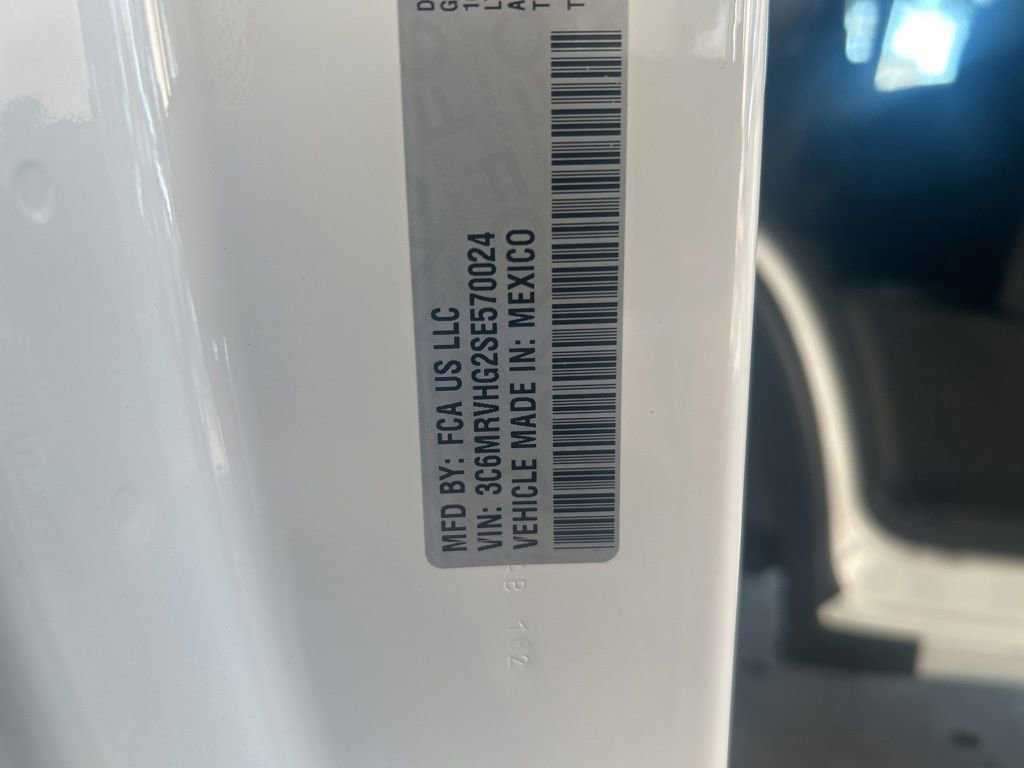 MFD BY: FCA US LLC
VIN: 3C6MRVHG2SE570024
VEHICLE MADE IN: MEXICO